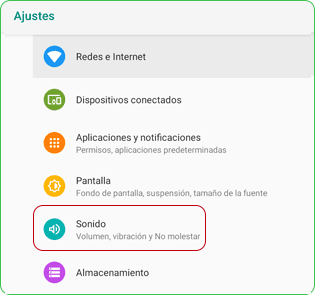 Ajustes
Redes e Internet
Dispositivos conectados
Aplicaciones y notificaciones
Permisos, aplicaciones predeterminadas
Pantalla
Fondo de pantalla, suspensión, tamaño de la fuente
Sonido
Volumen, vibración y No molestar
Almacenamiento